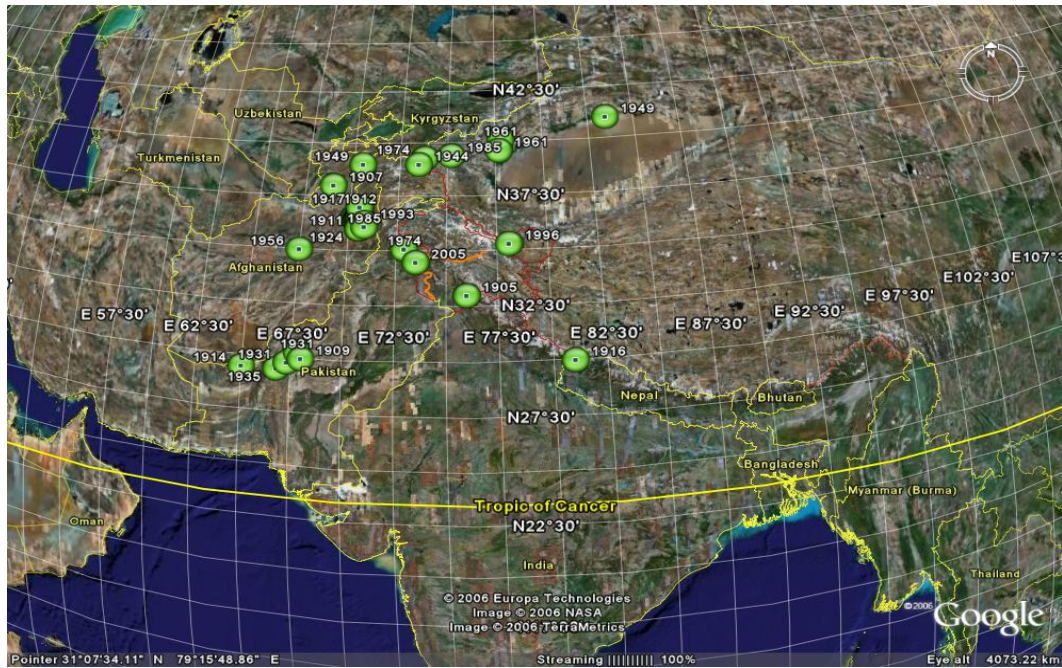 N42°30'
1949
Uzbekistan
Kyrgyzstan
1961
1961
1949
1974
1944
1985
Turkmenistan
1907
N37°30'
1917
1912
1911
1985
1993
1956
1924
1974
1996
Afghanistan
2005
E107°3
E102°30'
1905
N32°30'
E 97°30'
E 92°30'
E 57°30'
E 62°30'
E 67°30'
E 72°30'
E 77°30'
E 82°30'
E 87°30'
1914
1931
1931
1909
1916
1935
Pakistan
Nepal
Bhutan
N27°30'
Bangladesh
Myanmar (Burma)
Tropic of Cancer
Oman
N22°30'
India
Thailand
© 2006 Europa Technologies
Image © 2006 NASA
Image © 2006 TerraMetrics
©2006 Google
Pointer 31°07'34.11" N 79°15'48.86" E Streaming |||||||||| 100% Eye alt 4073.22 km